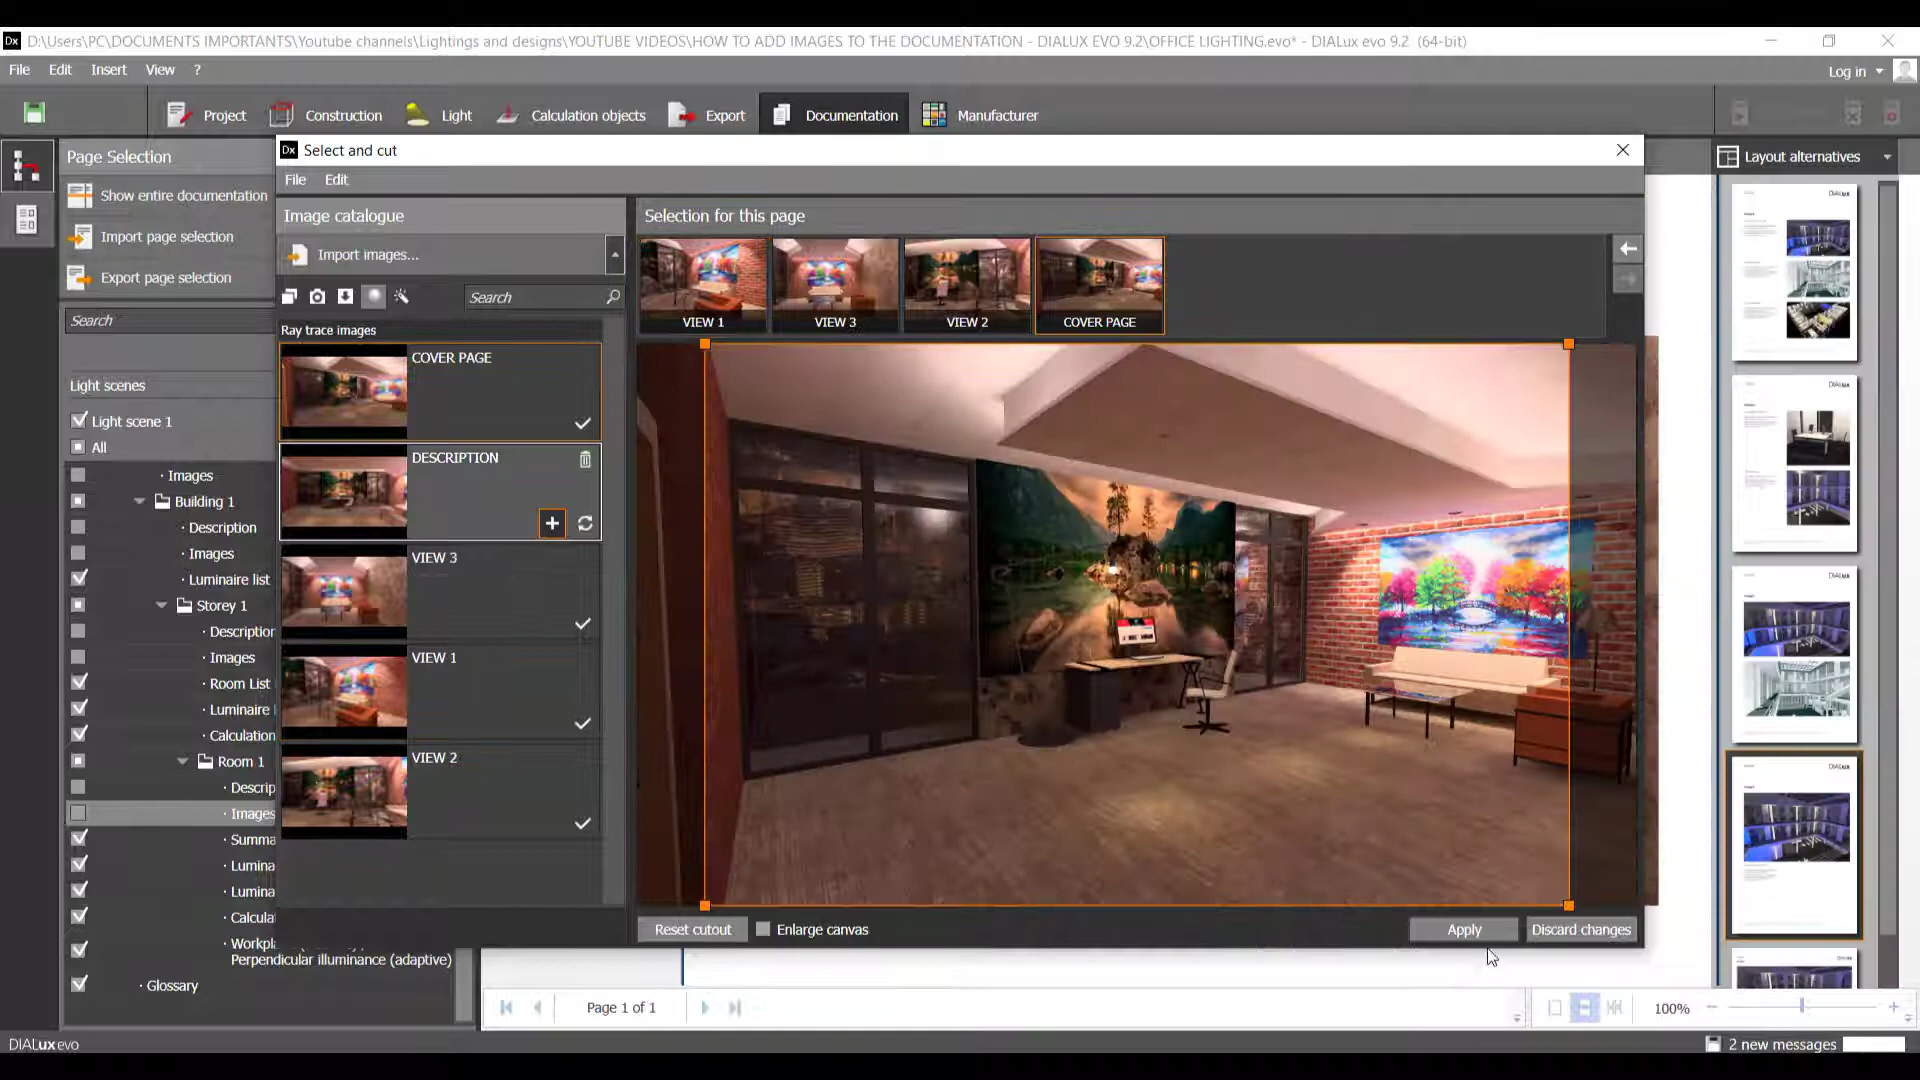 Dx D:\Users\PC\DOCUMENTS IMPORTANTS\Youtube channels\Lightings and designs\YOUTUBE VIDEOS\HOW TO ADD IMAGES TO THE DOCUMENTATION - DIALUX EVO 9.2\OFFICE LIGHTING.evo* - DIALux evo 9.2 (64-bit)
File Edit Insert View ?
Log in
Project Construction Light Calculation objects Export Documentation Manufacturer
Page Selection
Show entire documentation
Import page selection
Export page selection
Search
Light scenes
Light scene 1
All
· Images
Building 1
· Description
· Images
· Luminaire list
Storey 1
· Description
· Images
· Room List
· Luminaire
· Calculation
Room 1
· Descrip
· Images
· Summa
· Lumina
· Lumina
· Calcula
· Workpl
Perpendicular illuminance (adaptive)
· Glossary
Dx Select and cut
File Edit
Image catalogue
Import images...
Search
Ray trace images
COVER PAGE
DESCRIPTION
VIEW 3
VIEW 1
VIEW 2
Selection for this page
VIEW 1 VIEW 3 VIEW 2 COVER PAGE
Reset cutout Enlarge canvas Apply Discard changes
Layout alternatives
DIALux
DIALux
DIALux
DIALux
Page 1 of 1
100%
DIALux evo
2 new messages